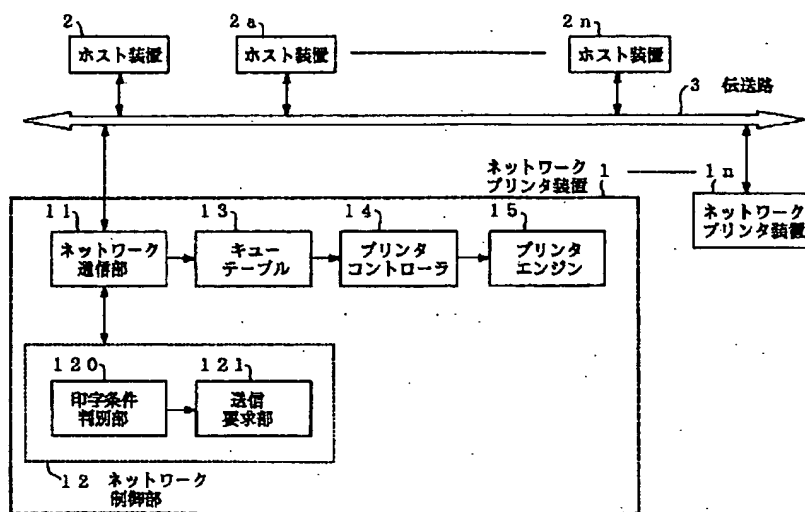 2 2a 2n
ホスト装置 ホスト装置 ホスト装置
3 伝送路
ネットワーク
プリンタ装置 1 1n
ネットワーク
プリンタ装置
11 13 14 15
ネットワーク
通信部
キュー
テーブル
プリンタ
コントローラ
プリンタ
エンジン
120 121
印字条件
判別部
送信
要求部
12 ネットワーク
制御部